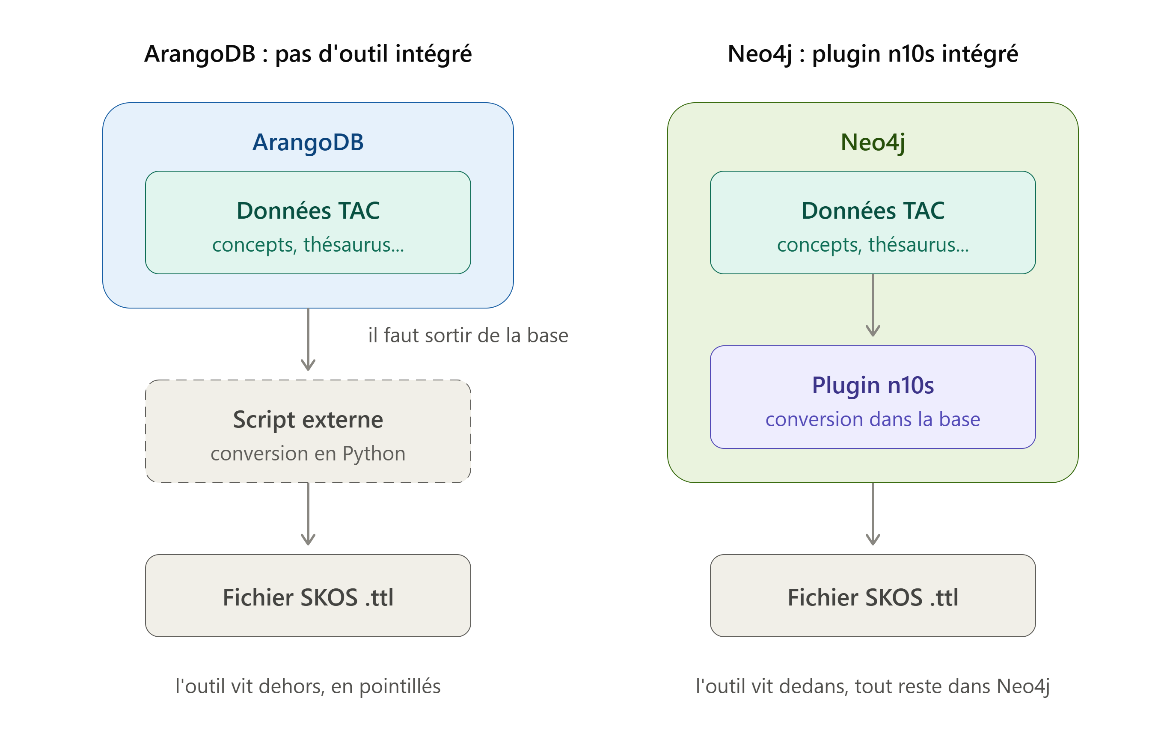 ArangoDB : pas d'outil intégré
ArangoDB
Données TAC
concepts, thésaurus...
il faut sortir de la base
Script externe
conversion en Python
Fichier SKOS .ttl
l'outil vit dehors, en pointillés
Neo4j : plugin n10s intégré
Neo4j
Données TAC
concepts, thésaurus...
Plugin n10s
conversion dans la base
Fichier SKOS .ttl
l'outil vit dedans, tout reste dans Neo4j